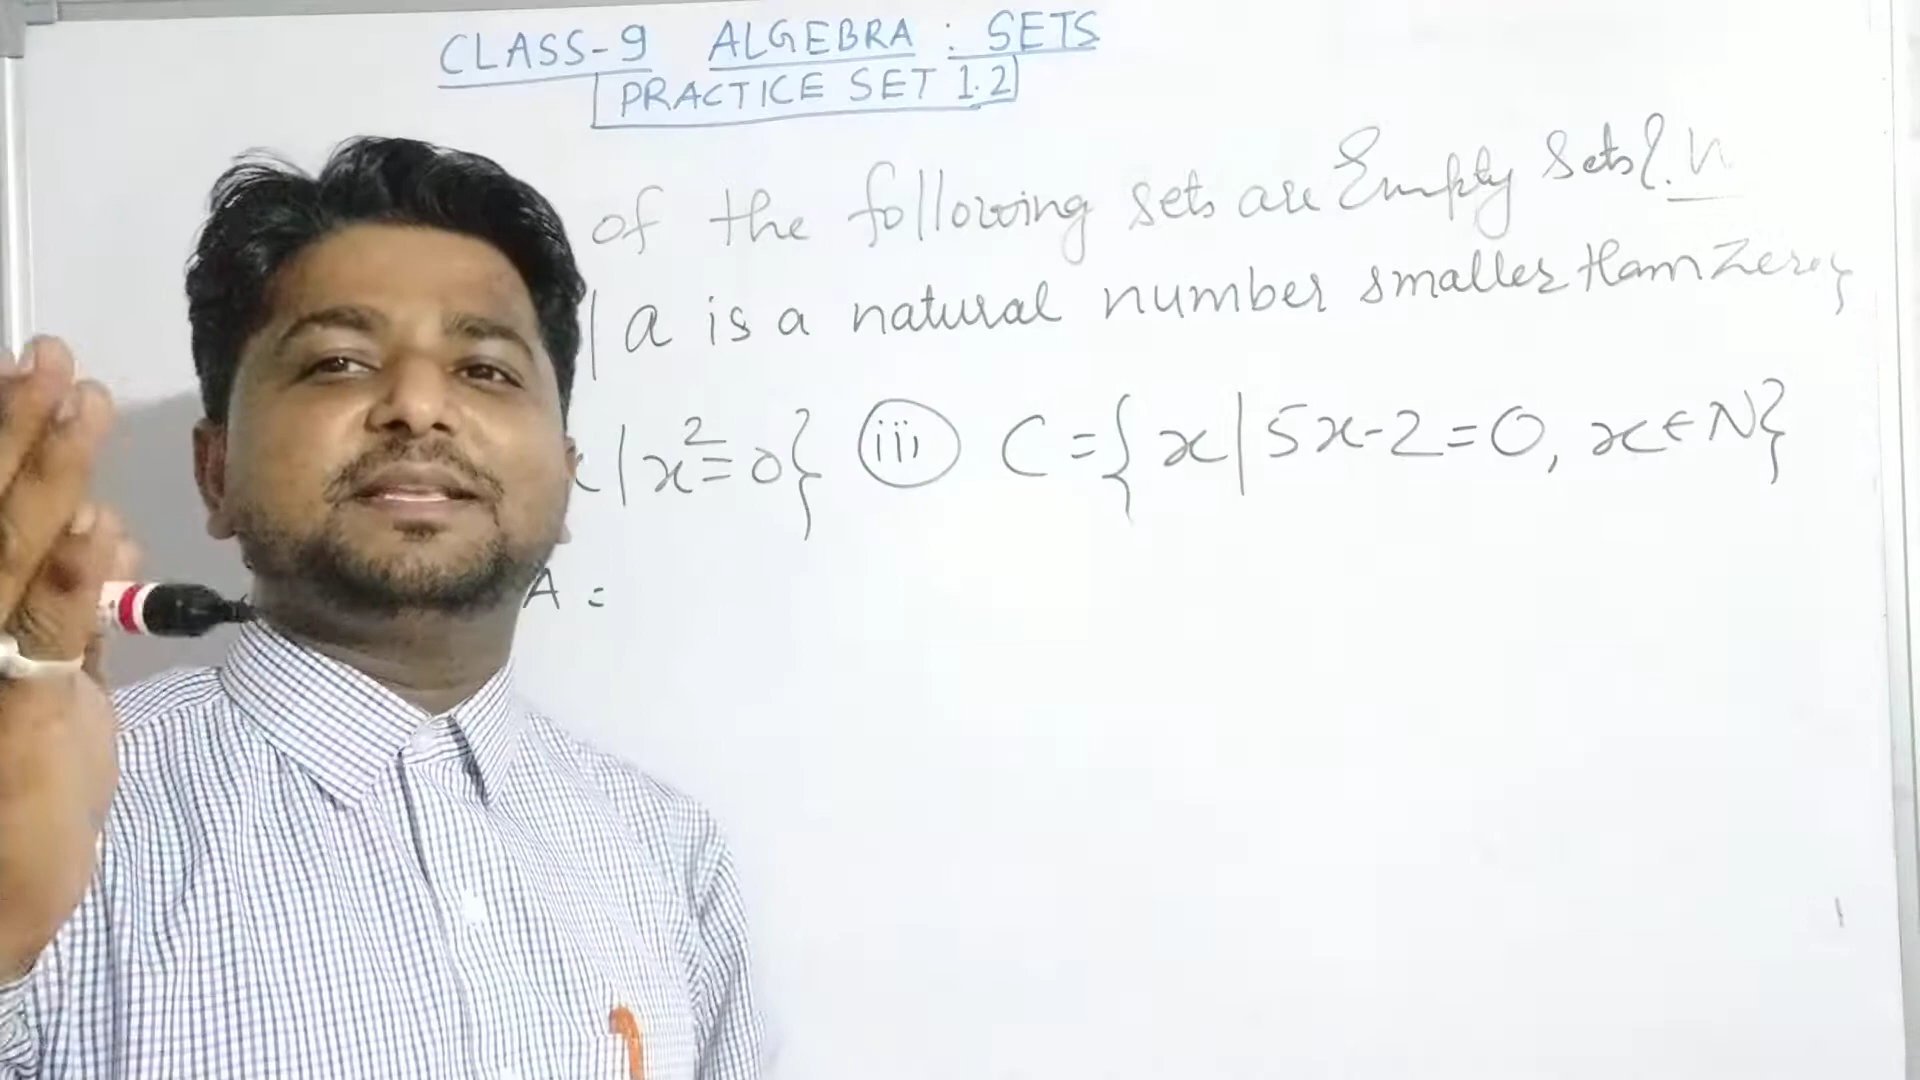 CLASS-9 ALGEBRA : SETS
PRACTICE SET 1.2
of the following sets are Empty Sets?. W
| a is a natural number smaller than zero}
| x²=0} (iii) C={x | 5x-2=0, x∈N}
A =